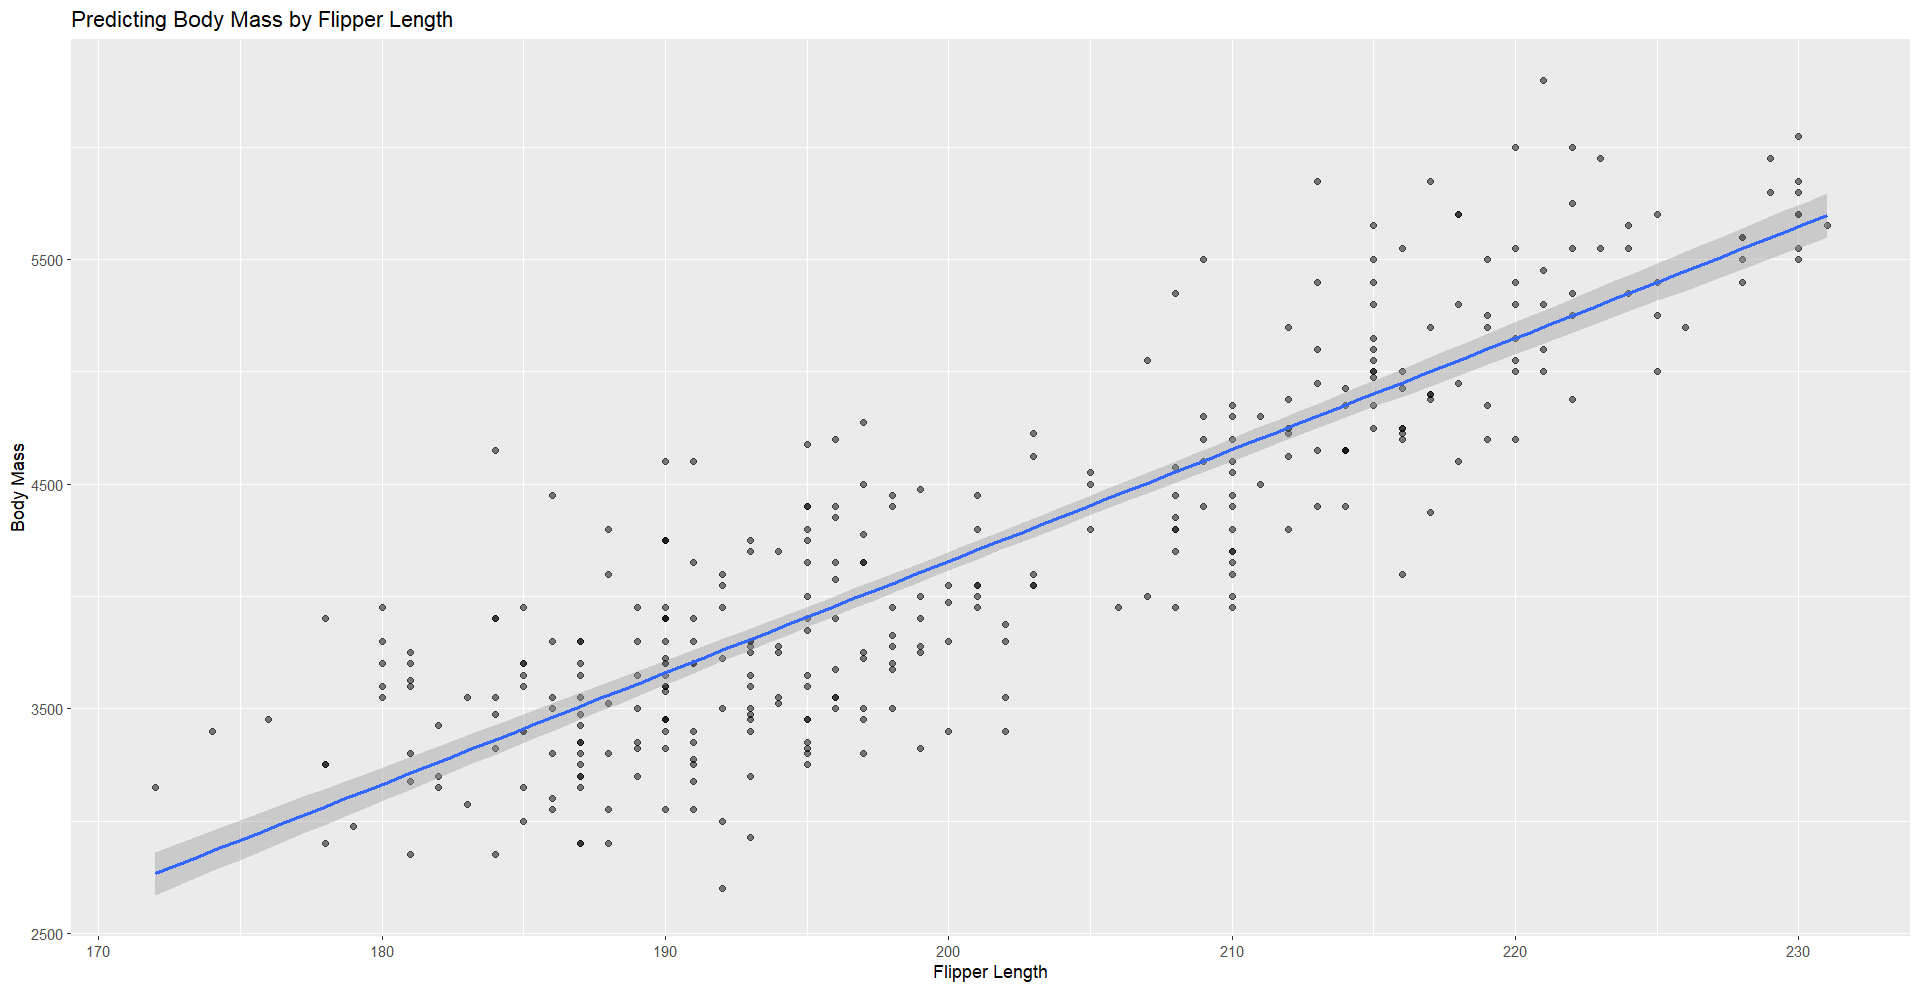 Predicting Body Mass by Flipper Length
5500
4500
Body Mass
3500
2500
170 180 190 200 210 220 230
Flipper Length